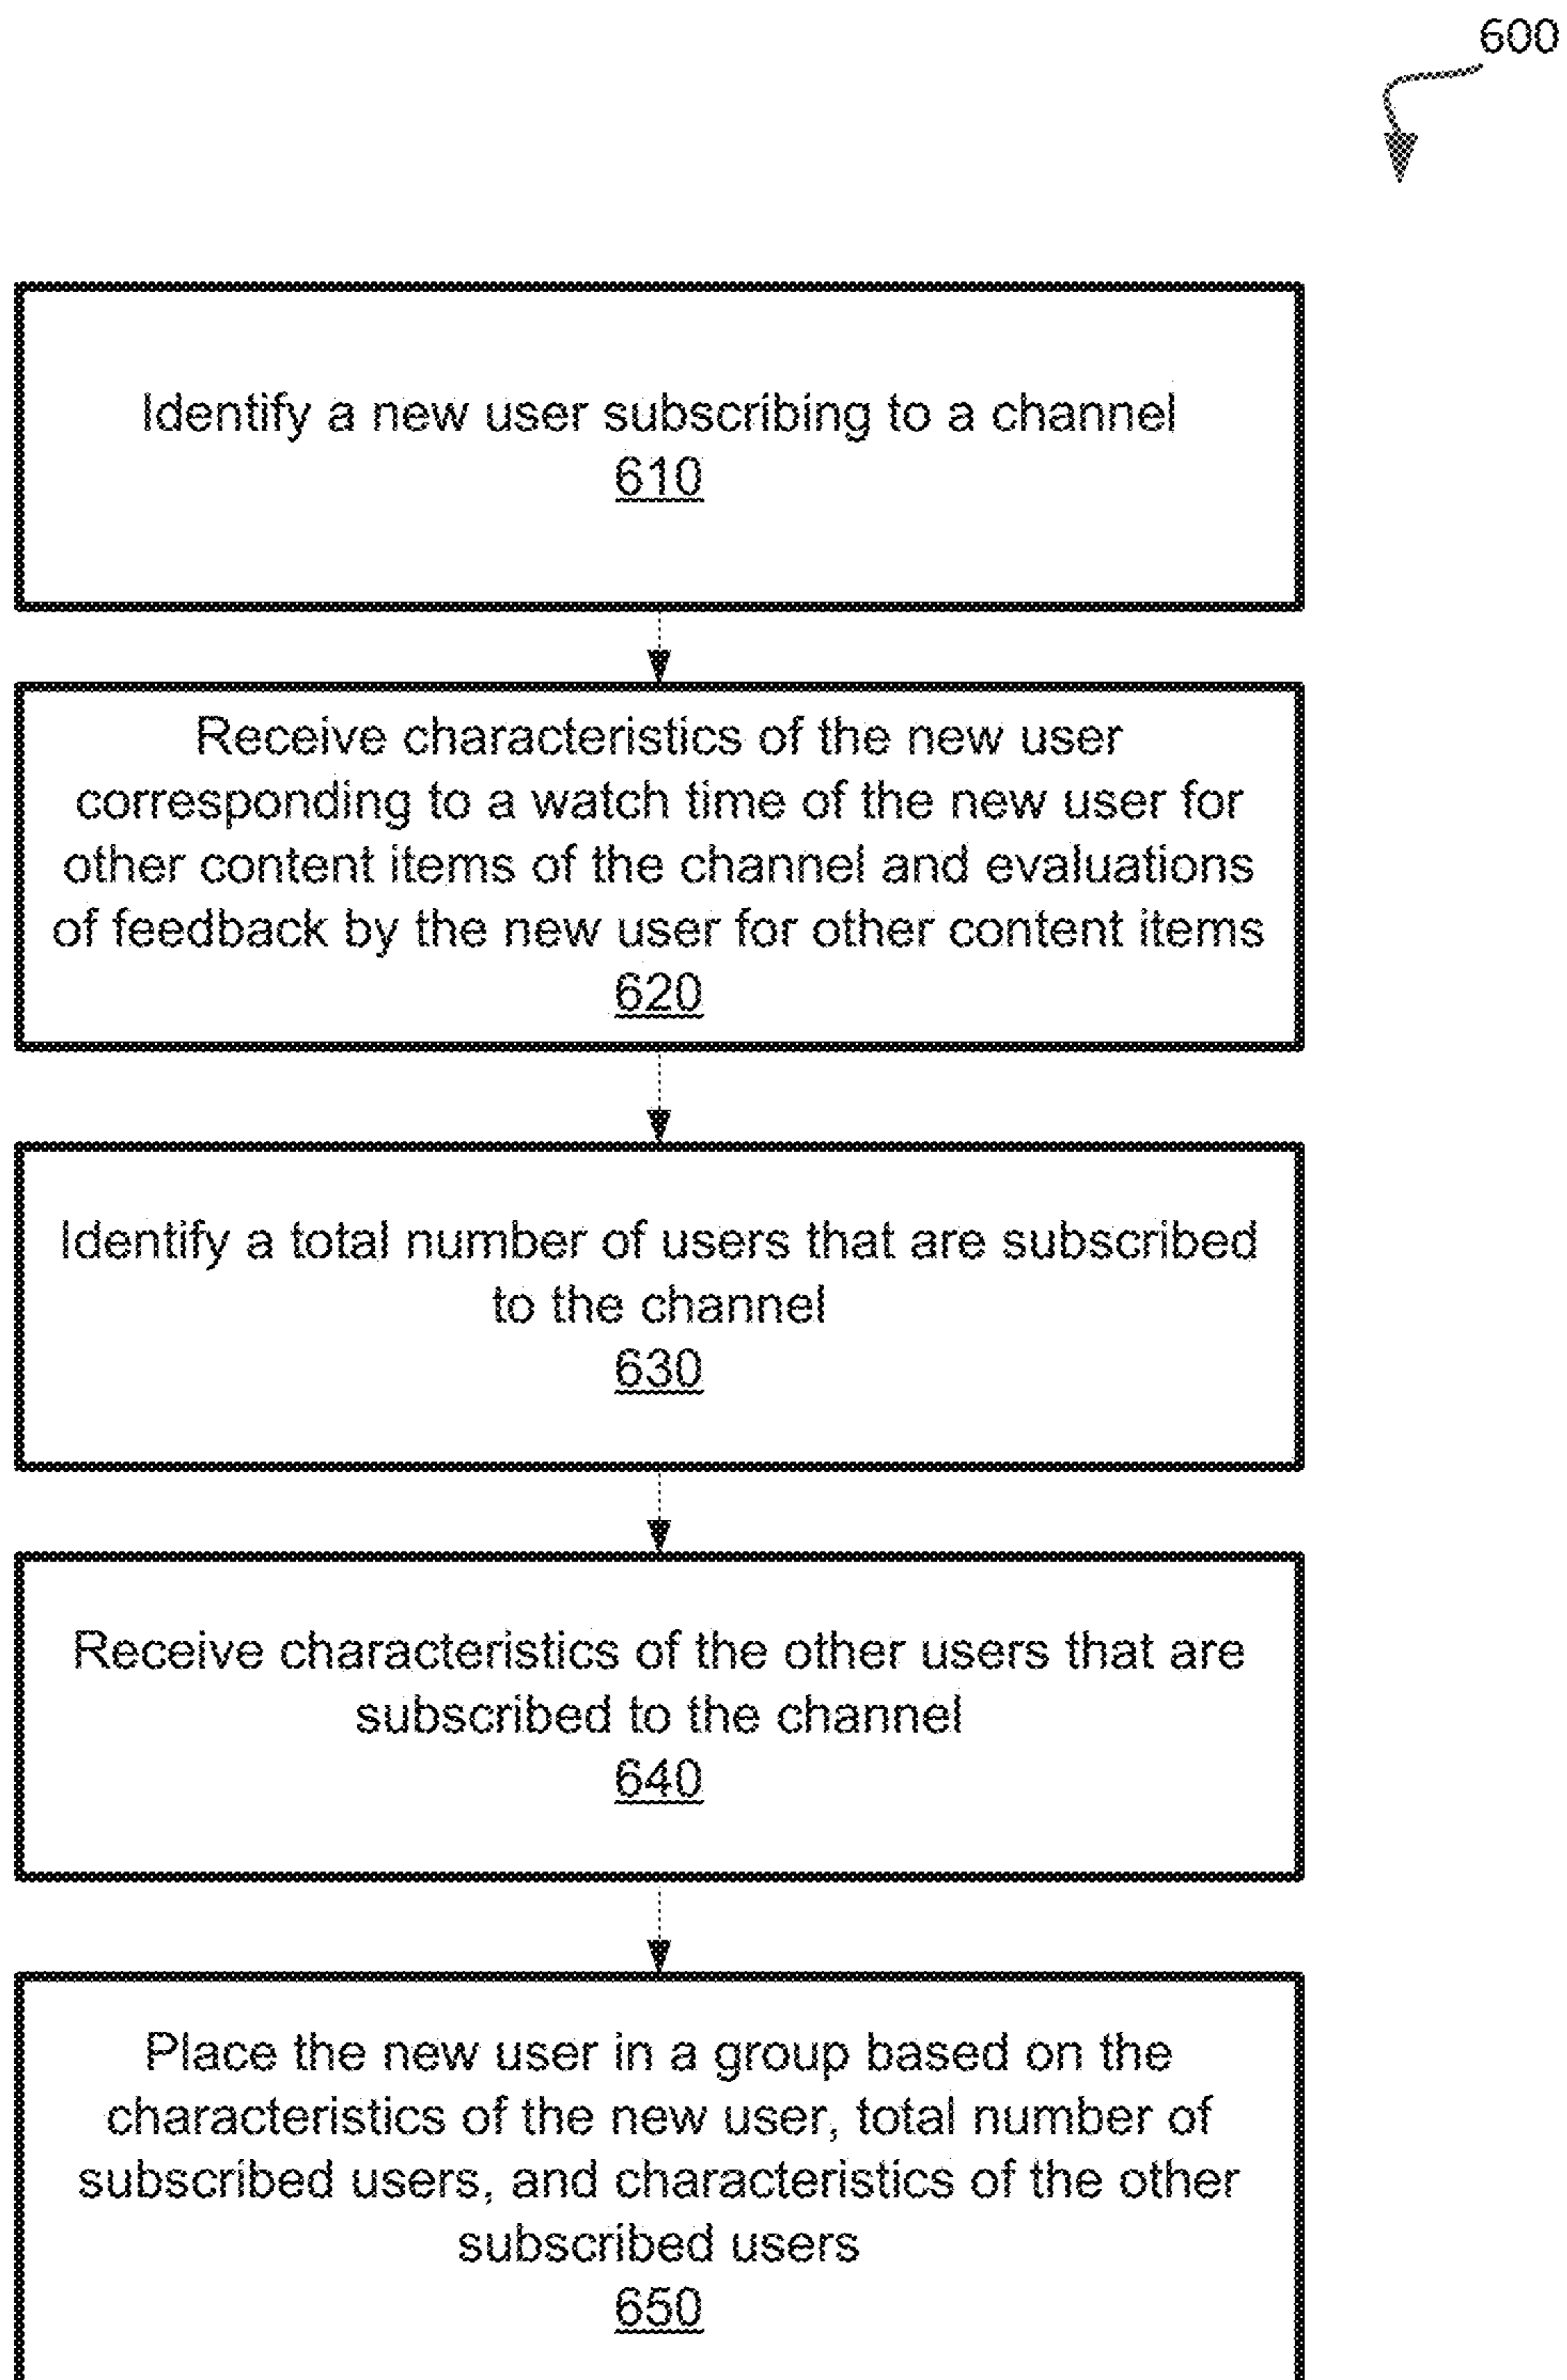 600
Identify a new user subscribing to a channel
610
Receive characteristics of the new user
corresponding to a watch time of the new user for
other content items of the channel and evaluations
of feedback by the new user for other content items
620
Identify a total number of users that are subscribed
to the channel
630
Receive characteristics of the other users that are
subscribed to the channel
640
Place the new user in a group based on the
characteristics of the new user, total number of
subscribed users, and characteristics of the other
subscribed users
650